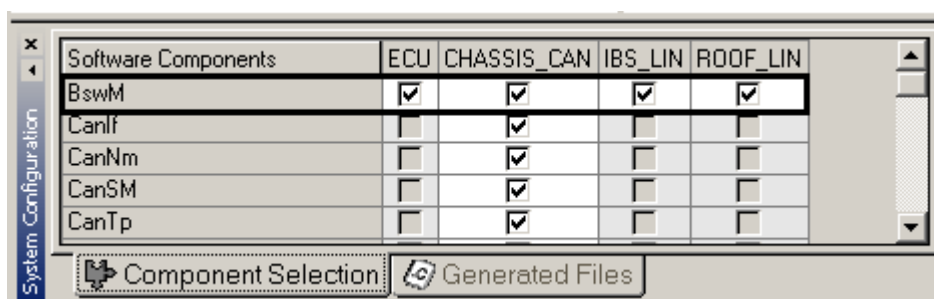 Software Components ECU CHASSIS_CAN IBS_LIN ROOF_LIN
BswM
CanIf
CanNm
CanSM
CanTp
System Configuration
Component Selection Generated Files